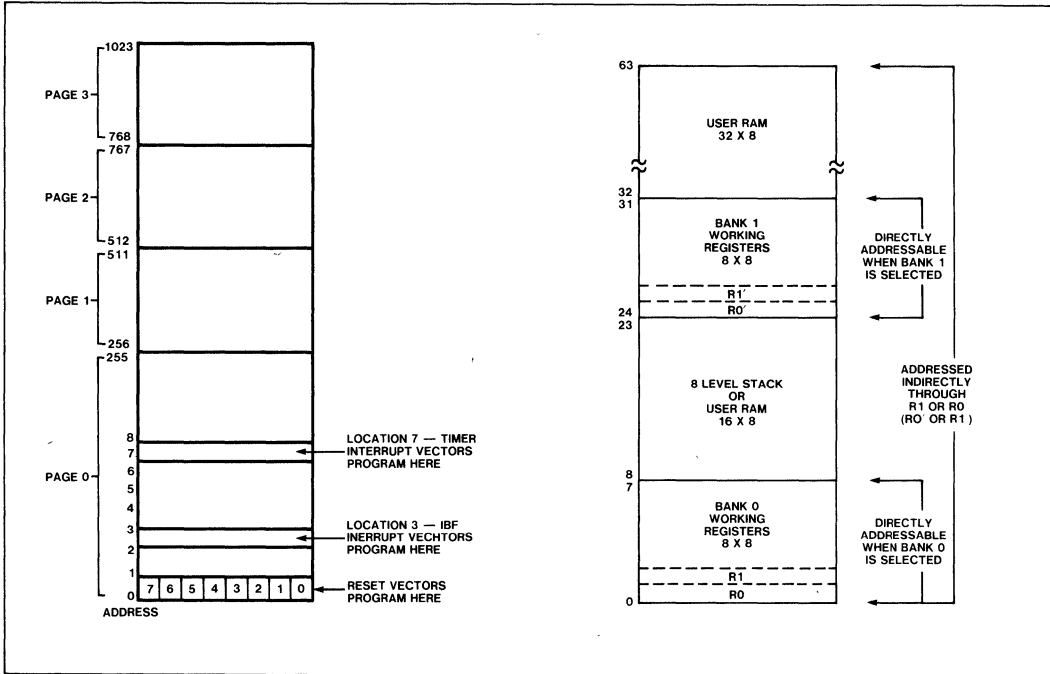 1023
PAGE 3
768
767
PAGE 2
512
511
PAGE 1
256
255
8
7
PAGE 0
6
5
4
3
2
1
0
7 6 5 4 3 2 1 0
ADDRESS
LOCATION 7 — TIMER
INTERRUPT VECTORS
PROGRAM HERE
LOCATION 3 — IBF
INERRUPT VECHTORS
PROGRAM HERE
RESET VECTORS
PROGRAM HERE
63
USER RAM
32 X 8
32
31
BANK 1
WORKING
REGISTERS
8 X 8
R1′
R0′
24
23
8 LEVEL STACK
OR
USER RAM
16 X 8
8
7
BANK 0
WORKING
REGISTERS
8 X 8
R1
R0
0
DIRECTLY
ADDRESSABLE
WHEN BANK 1
IS SELECTED
ADDRESSED
INDIRECTLY
THROUGH
R1 OR R0
(R0′ OR R1 )
DIRECTLY
ADDRESSABLE
WHEN BANK 0
IS SELECTED